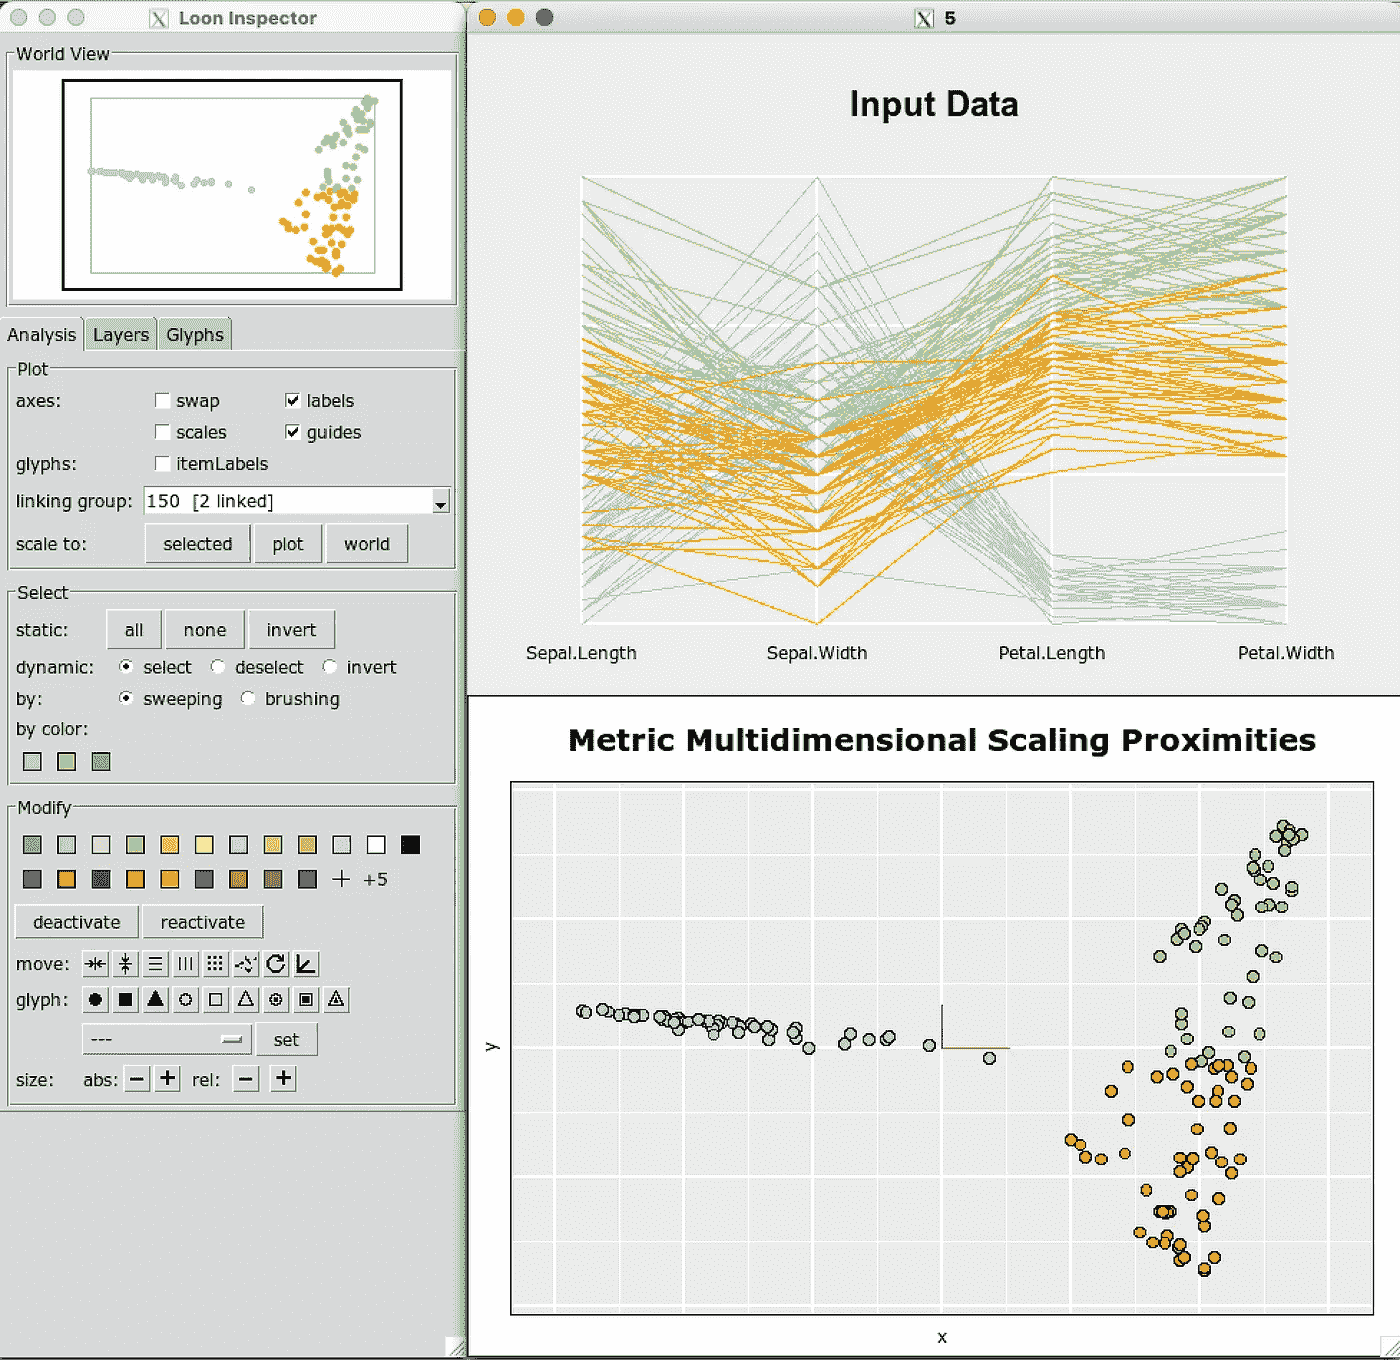 Loon Inspector
World View
Analysis Layers Glyphs
Plot
axes: swap labels
scales guides
glyphs: itemLabels
linking group: 150 [2 linked]
scale to: selected plot world
Select
static: all none invert
dynamic: select deselect invert
by: sweeping brushing
by color:
Modify
+5
deactivate reactivate
move:
glyph:
--- set
size: abs: − + rel: − +
X 5
Input Data
Sepal.Length Sepal.Width Petal.Length Petal.Width
Metric Multidimensional Scaling Proximities
y
x